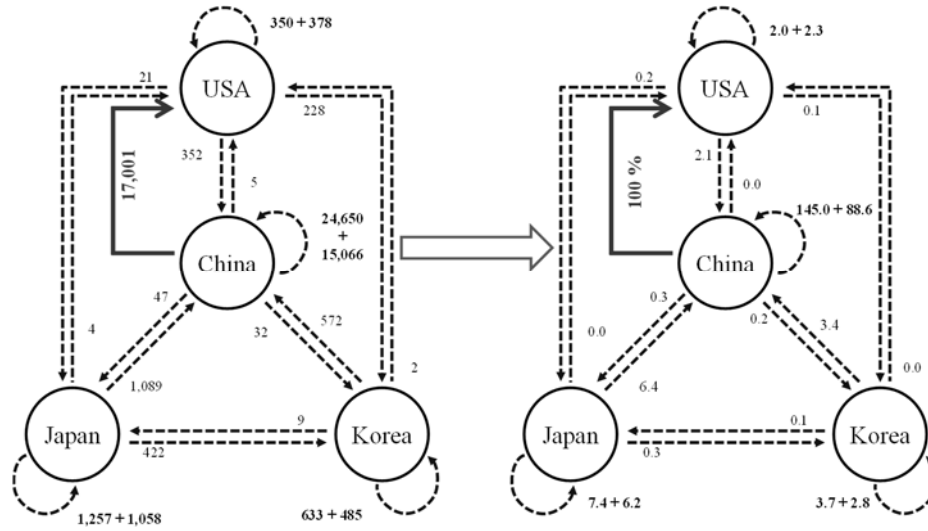 350 + 378
21
USA
228
17,001
352
5
24,650
+
15,066
China
47
32
572
4
2
1,089
Japan
9
422
Korea
1,257 + 1,058
633 + 485
2.0 + 2.3
0.2
USA
0.1
100 %
2.1
0.0
145.0 + 88.6
China
0.3
0.2
3.4
0.0
0.0
6.4
Japan
0.1
0.3
Korea
7.4 + 6.2
3.7 + 2.8